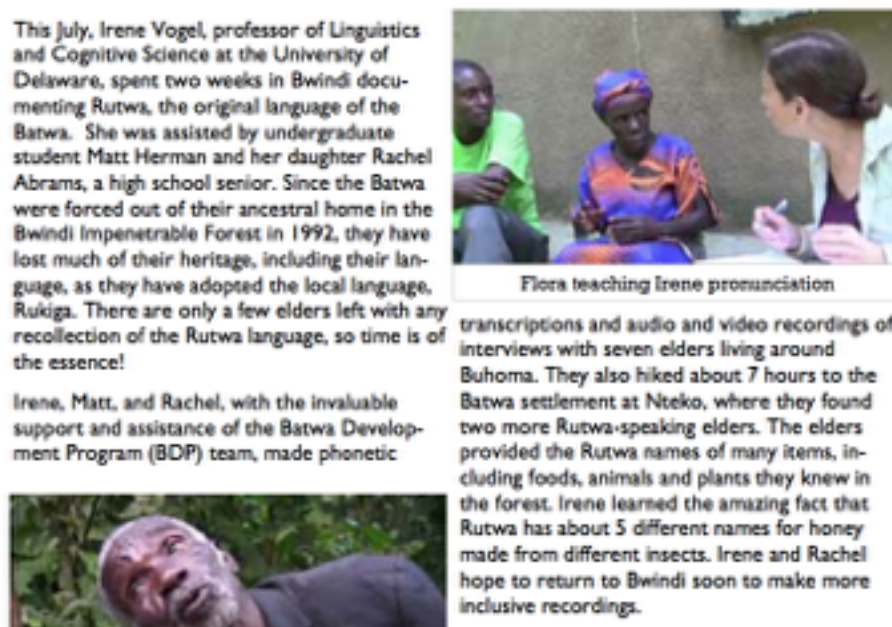 This July, Irene Vogel, professor of Linguistics
and Cognitive Science at the University of
Delaware, spent two weeks in Bwindi docu-
menting Rutwa, the original language of the
Batwa. She was assisted by undergraduate
student Matt Herman and her daughter Rachel
Abrams, a high school senior. Since the Batwa
were forced out of their ancestral home in the
Bwindi Impenetrable Forest in 1992, they have
lost much of their heritage, including their lan-
guage, as they have adopted the local language,
Rukiga. There are only a few elders left with any
recollection of the Rutwa language, so time is of
the essence!
Irene, Matt, and Rachel, with the invaluable
support and assistance of the Batwa Develop-
ment Program (BDP) team, made phonetic
Flora teaching Irene pronunciation
transcriptions and audio and video recordings of
interviews with seven elders living around
Buhoma. They also hiked about 7 hours to the
Batwa settlement at Nteko, where they found
two more Rutwa-speaking elders. The elders
provided the Rutwa names of many items, in-
cluding foods, animals and plants they knew in
the forest. Irene learned the amazing fact that
Rutwa has about 5 different names for honey
made from different insects. Irene and Rachel
hope to return to Bwindi soon to make more
inclusive recordings.